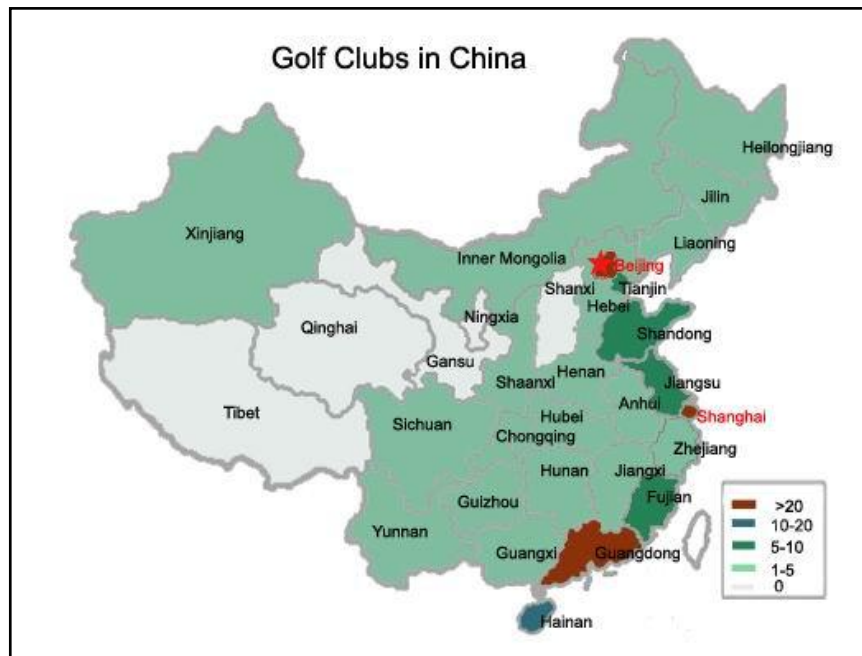 Golf Clubs in China
Heilongjiang
Jilin
Xinjiang
Liaoning
Inner Mongolia
Beijing
Shanxi
Tianjin
Hebei
Ningxia
Qinghai
Shandong
Gansu
Henan
Shaanxi
Jiangsu
Tibet
Anhui
Sichuan
Hubei
Shanghai
Chongqing
Zhejiang
Hunan
Jiangxi
Guizhou
Fujian
Yunnan
Guangxi
Guangdong
Hainan
>20
10-20
5-10
1-5
0